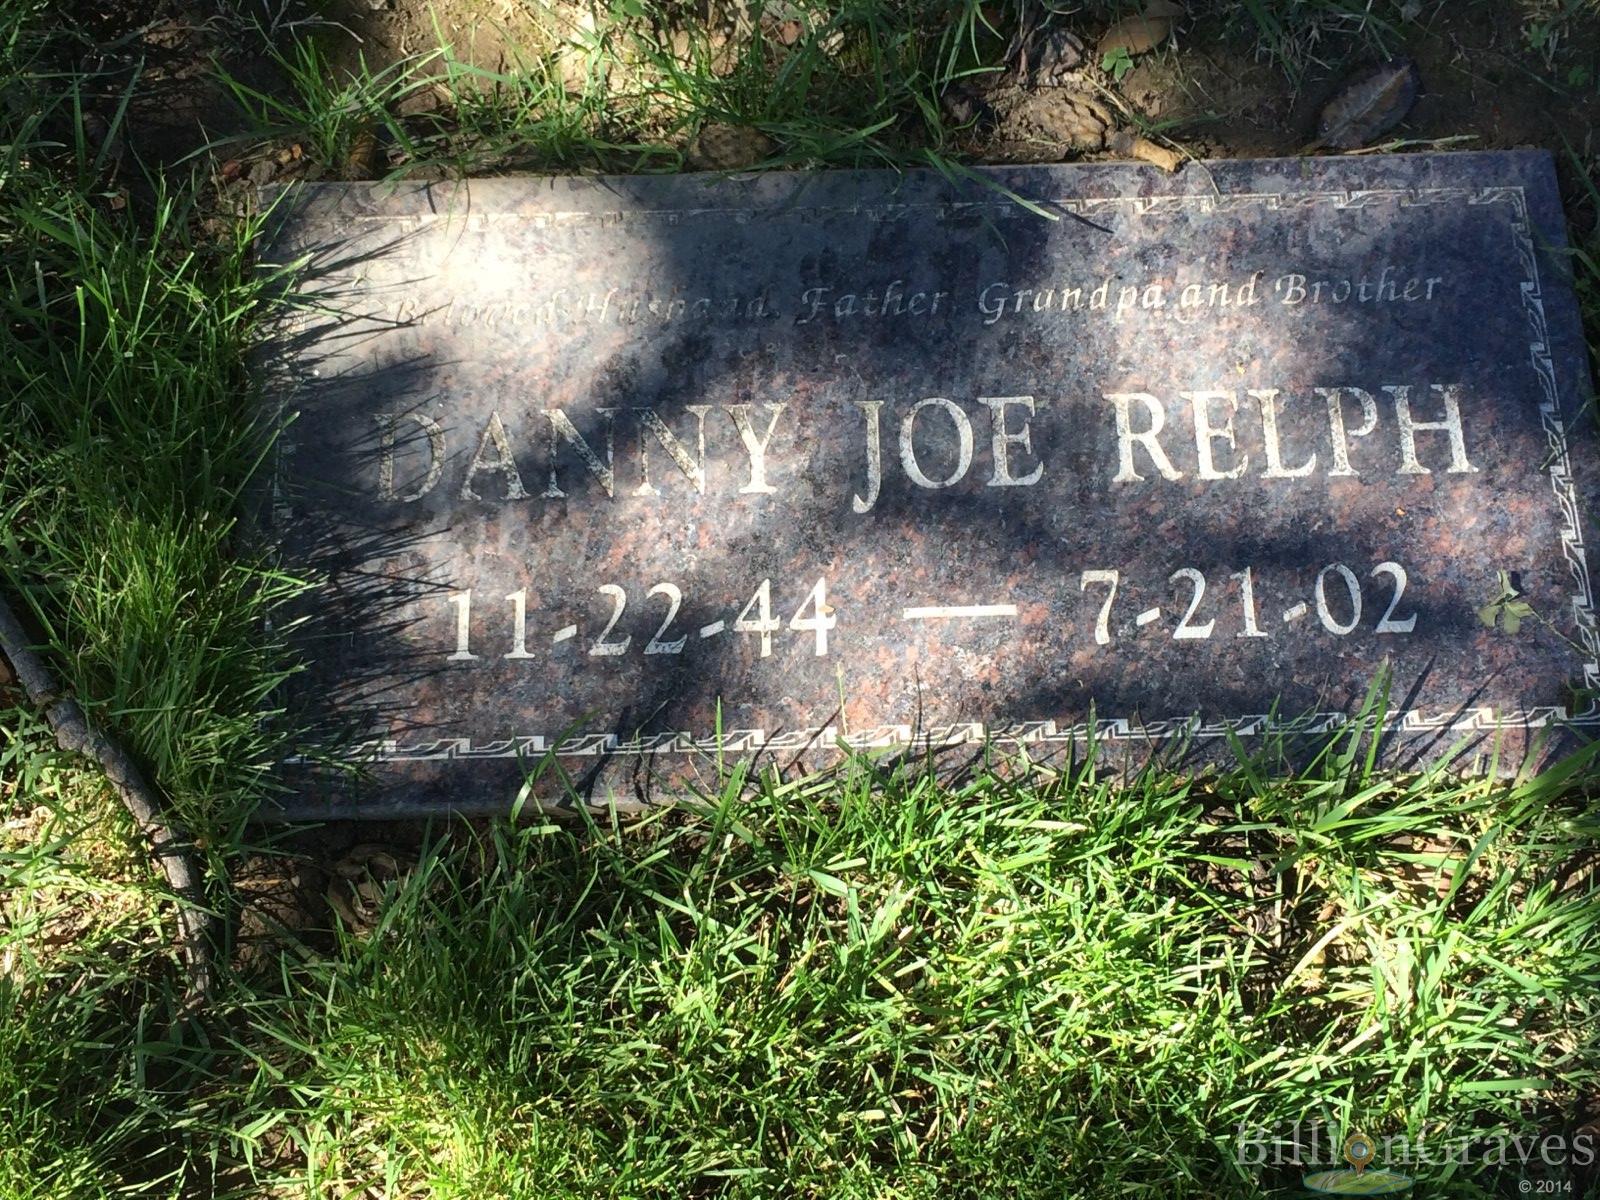 Beloved Husband, Father, Grandpa and Brother
DANNY JOE RELPH
11-22-44 — 7-21-02
BillionGraves
© 2014